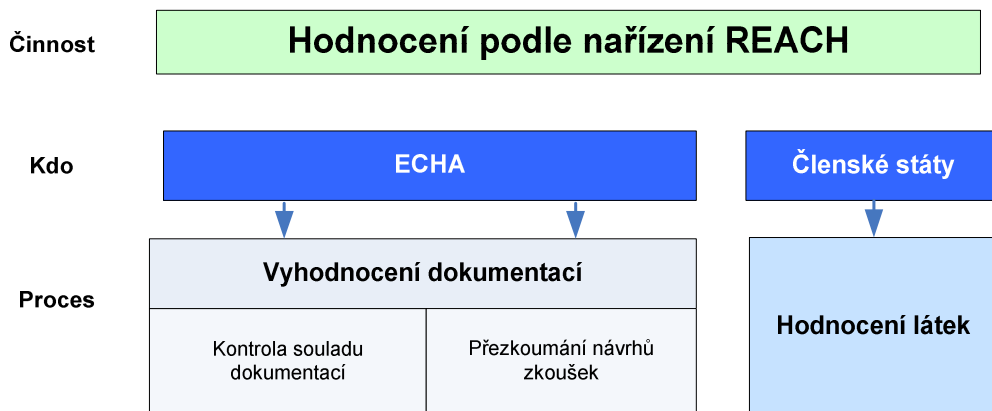 Činnost
Hodnocení podle nařízení REACH
Kdo
ECHA
Členské státy
Proces
Vyhodnocení dokumentací
Kontrola souladu
dokumentací
Přezkoumání návrhů
zkoušek
Hodnocení látek